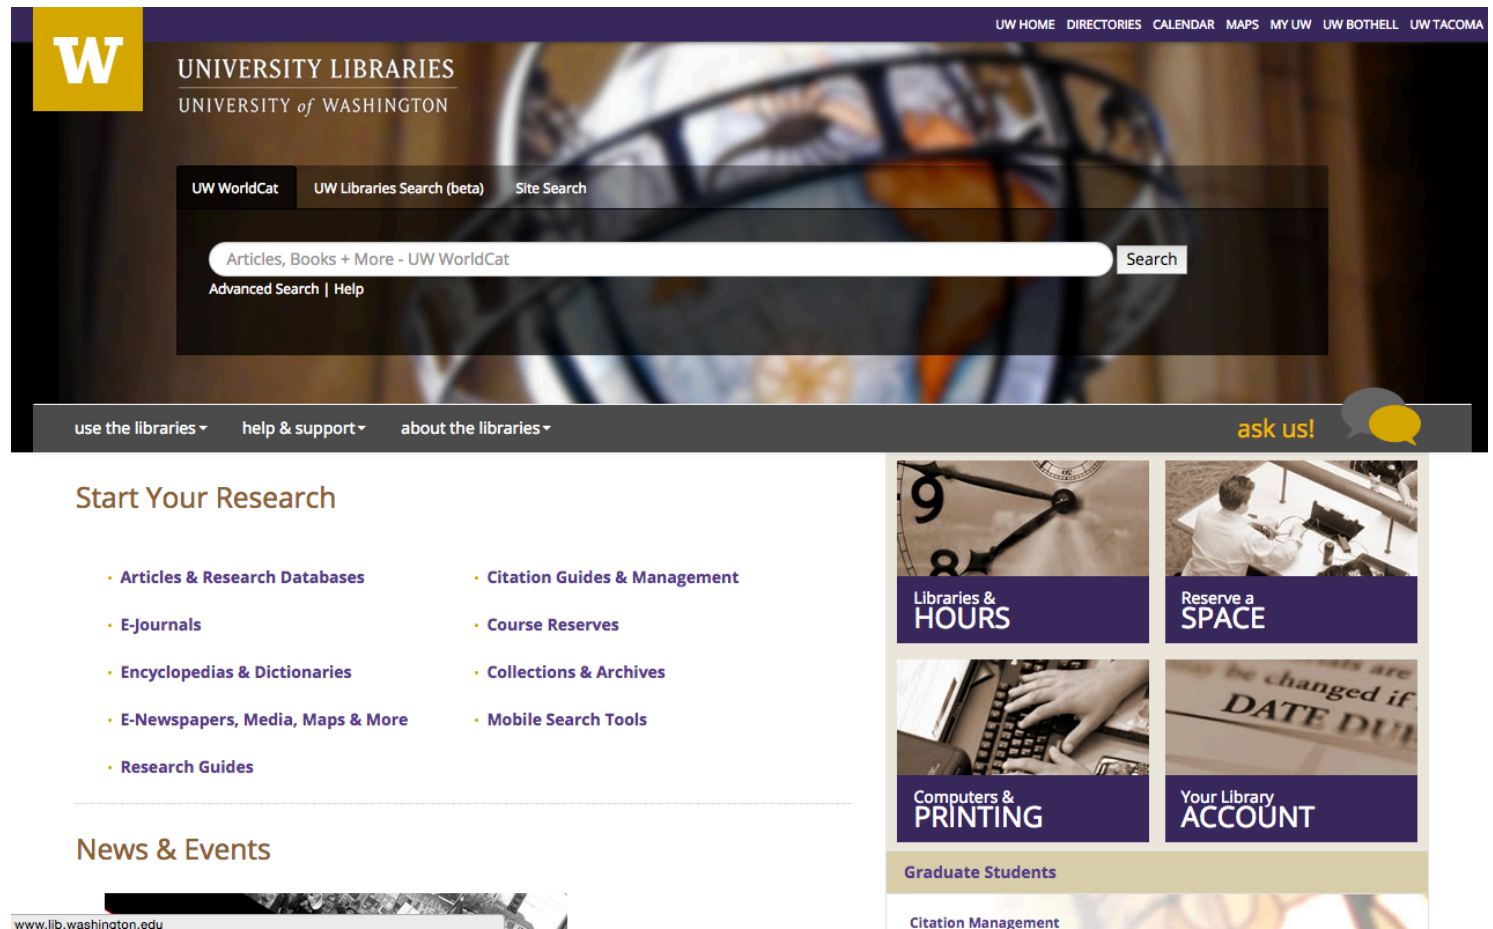 UW HOME DIRECTORIES CALENDAR MAPS MY UW UW BOTHELL UW TACOMA
W
UNIVERSITY LIBRARIES
UNIVERSITY of WASHINGTON
UW WorldCat UW Libraries Search (beta) Site Search
Articles, Books + More - UW WorldCat Search
Advanced Search | Help
use the libraries help & support about the libraries ask us!
Start Your Research
· Articles & Research Databases
· E-Journals
· Encyclopedias & Dictionaries
· E-Newspapers, Media, Maps & More
· Research Guides
· Citation Guides & Management
· Course Reserves
· Collections & Archives
· Mobile Search Tools
News & Events
www.lib.washington.edu
9
8
Libraries &
HOURS
Reserve a
SPACE
Computers &
PRINTING
be changed if
DATE DUE
Your Library
ACCOUNT
Graduate Students
Citation Management